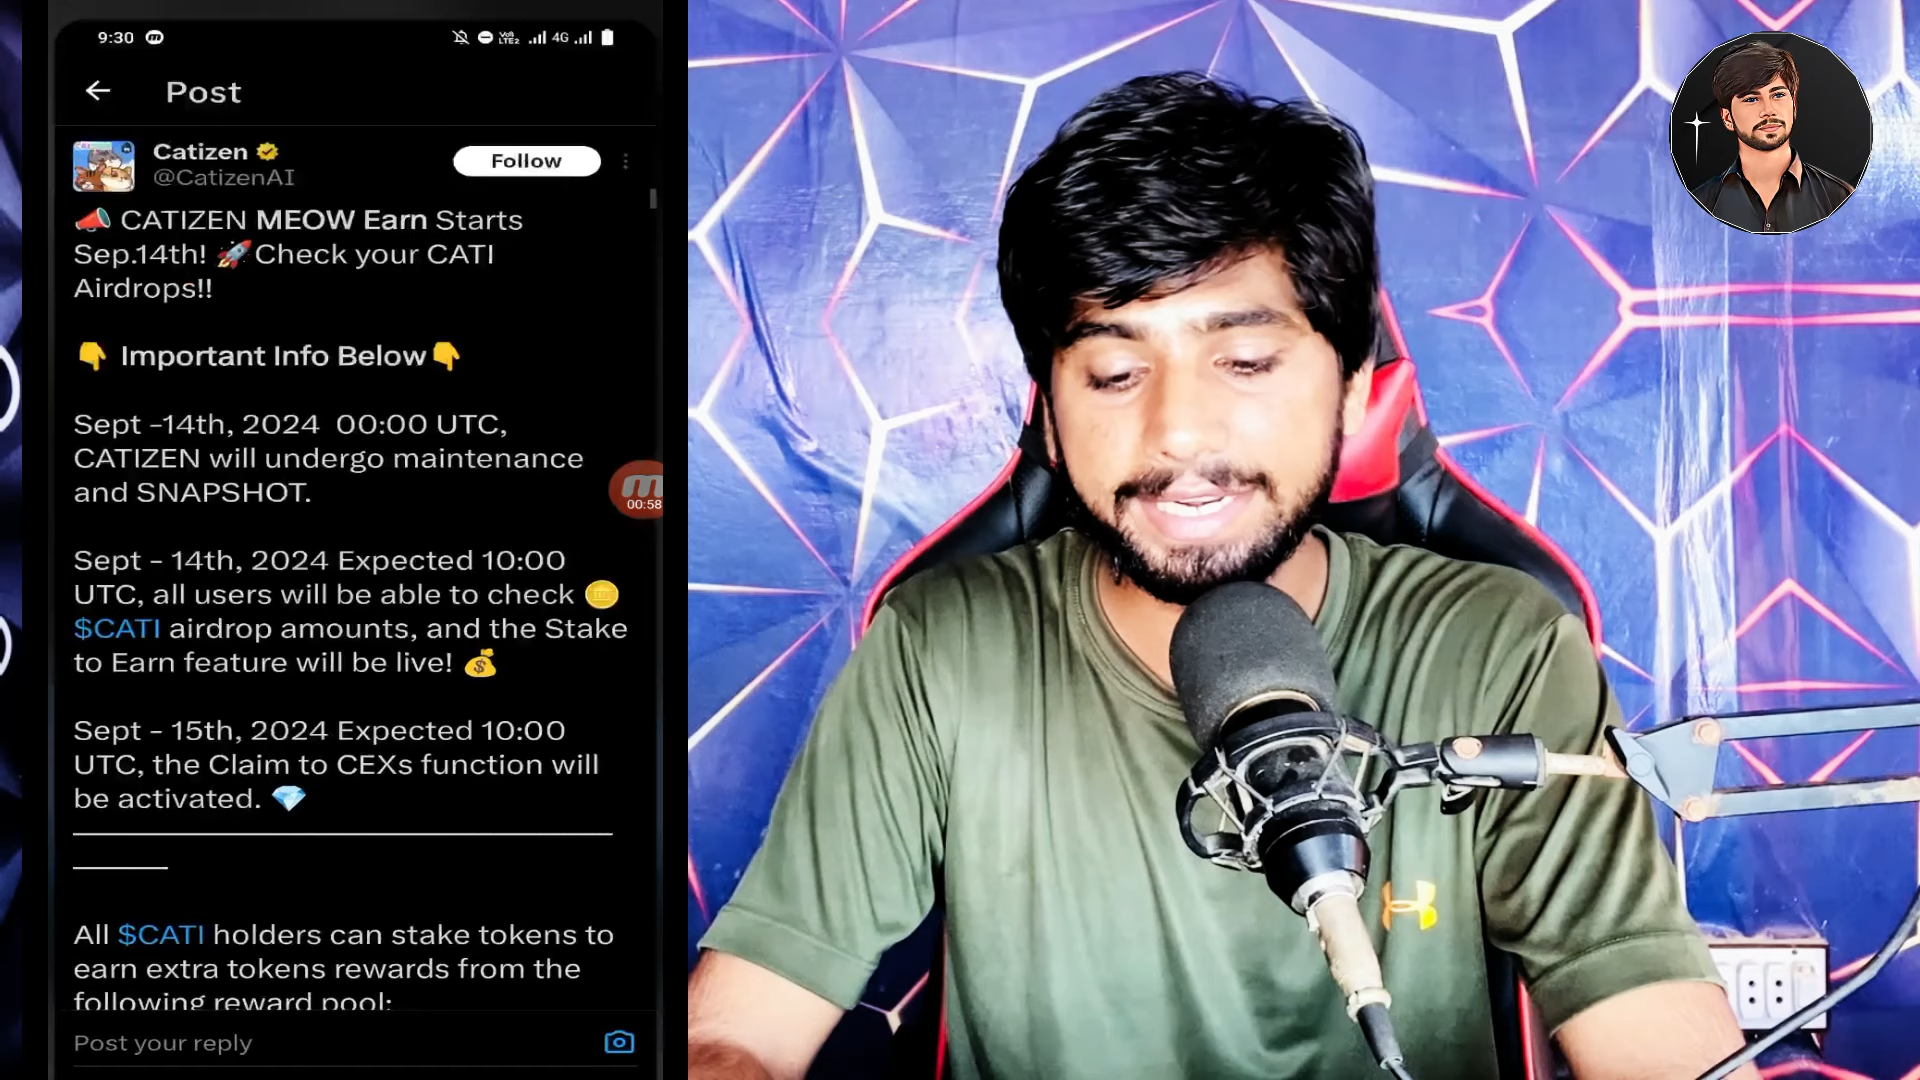 9:30
4G
Post
Catizen
@CatizenAI
Follow
📣 CATIZEN MEOW Earn Starts
Sep.14th! 🚀Check your CATI
Airdrops!!
👇 Important Info Below👇
Sept -14th, 2024 00:00 UTC,
CATIZEN will undergo maintenance
and SNAPSHOT.
00:58
Sept - 14th, 2024 Expected 10:00
UTC, all users will be able to check 🪙
$CATI airdrop amounts, and the Stake
to Earn feature will be live! 💰
Sept - 15th, 2024 Expected 10:00
UTC, the Claim to CEXs function will
be activated. 💎
All $CATI holders can stake tokens to
earn extra tokens rewards from the
following reward pool:
Post your reply